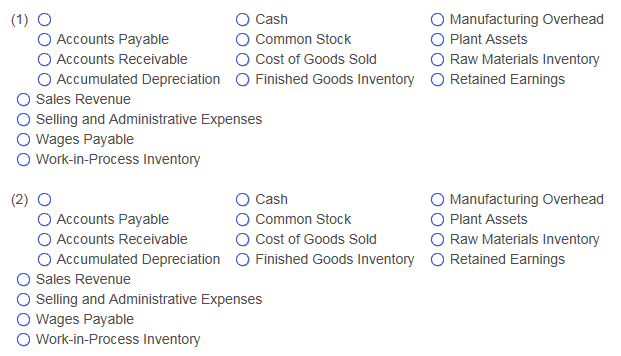 (1) Cash Manufacturing Overhead
Accounts Payable Common Stock Plant Assets
Accounts Receivable Cost of Goods Sold Raw Materials Inventory
Accumulated Depreciation Finished Goods Inventory Retained Earnings
Sales Revenue
Selling and Administrative Expenses
Wages Payable
Work-in-Process Inventory
(2) Cash Manufacturing Overhead
Accounts Payable Common Stock Plant Assets
Accounts Receivable Cost of Goods Sold Raw Materials Inventory
Accumulated Depreciation Finished Goods Inventory Retained Earnings
Sales Revenue
Selling and Administrative Expenses
Wages Payable
Work-in-Process Inventory